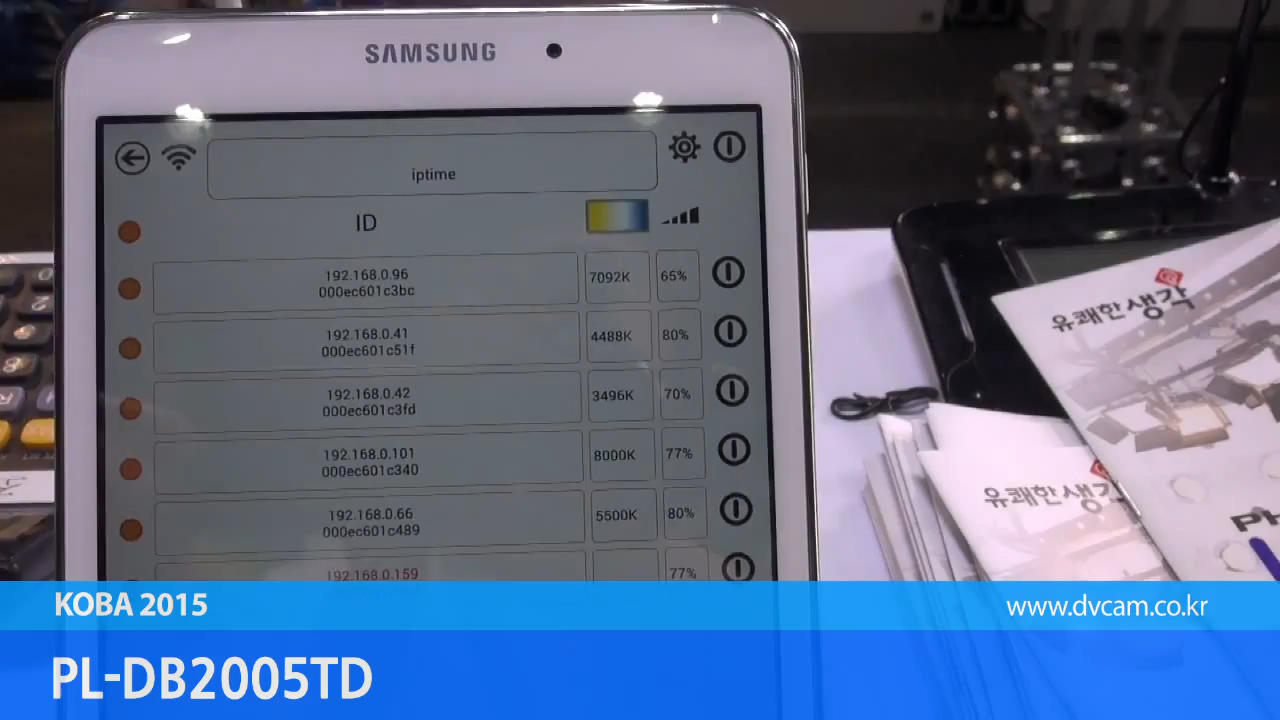 SAMSUNG
iptime
ID
192.168.0.96
000ec601c3bc
7092K
65%
192.168.0.41
000ec601c51f
4488K
80%
192.168.0.42
000ec601c3fd
3496K
70%
192.168.0.101
000ec601c340
8000K
77%
192.168.0.66
000ec601c489
5500K
80%
192.168.0.159
77%
유쾌한생각
유쾌한생각
KOBA 2015
www.dvcam.co.kr
PL-DB2005TD